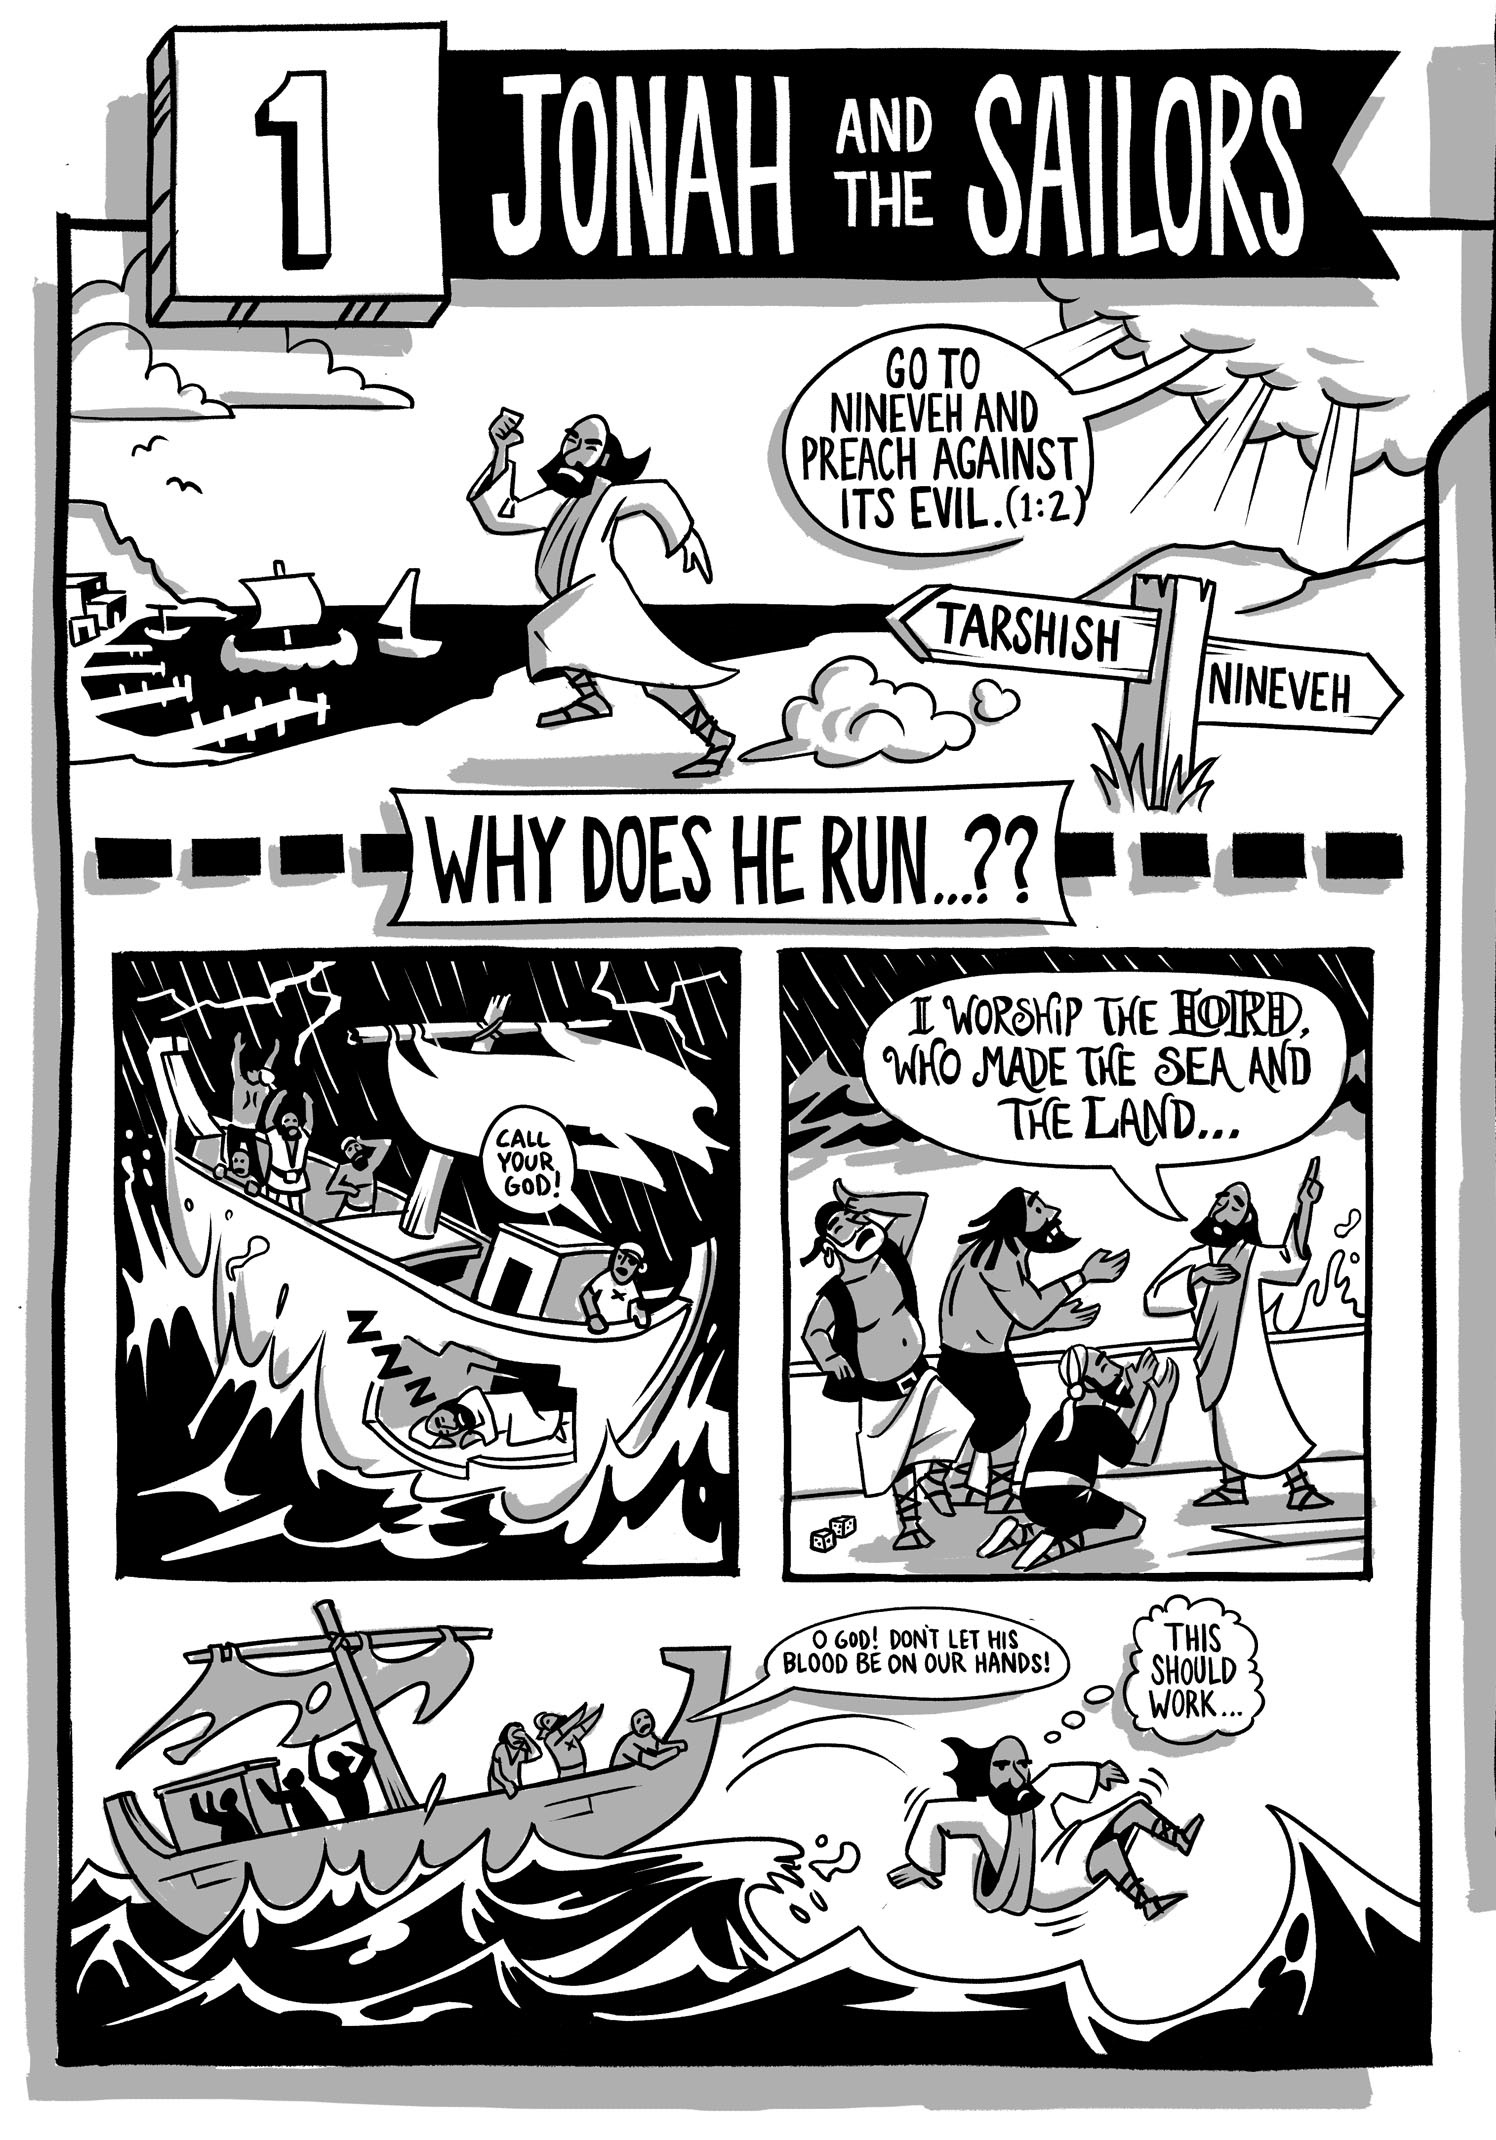 1
JONAH AND THE SAILORS
GO TO
NINEVEH AND
PREACH AGAINST
ITS EVIL. (1:2)
TARSHISH
NINEVEH
WHY DOES HE RUN...??
CALL
YOUR
GOD!
Z
Z
Z
Z
I WORSHIP THE LORD,
WHO MADE THE SEA AND
THE LAND...
O GOD! DON'T LET HIS
BLOOD BE ON OUR HANDS!
THIS
SHOULD
WORK...